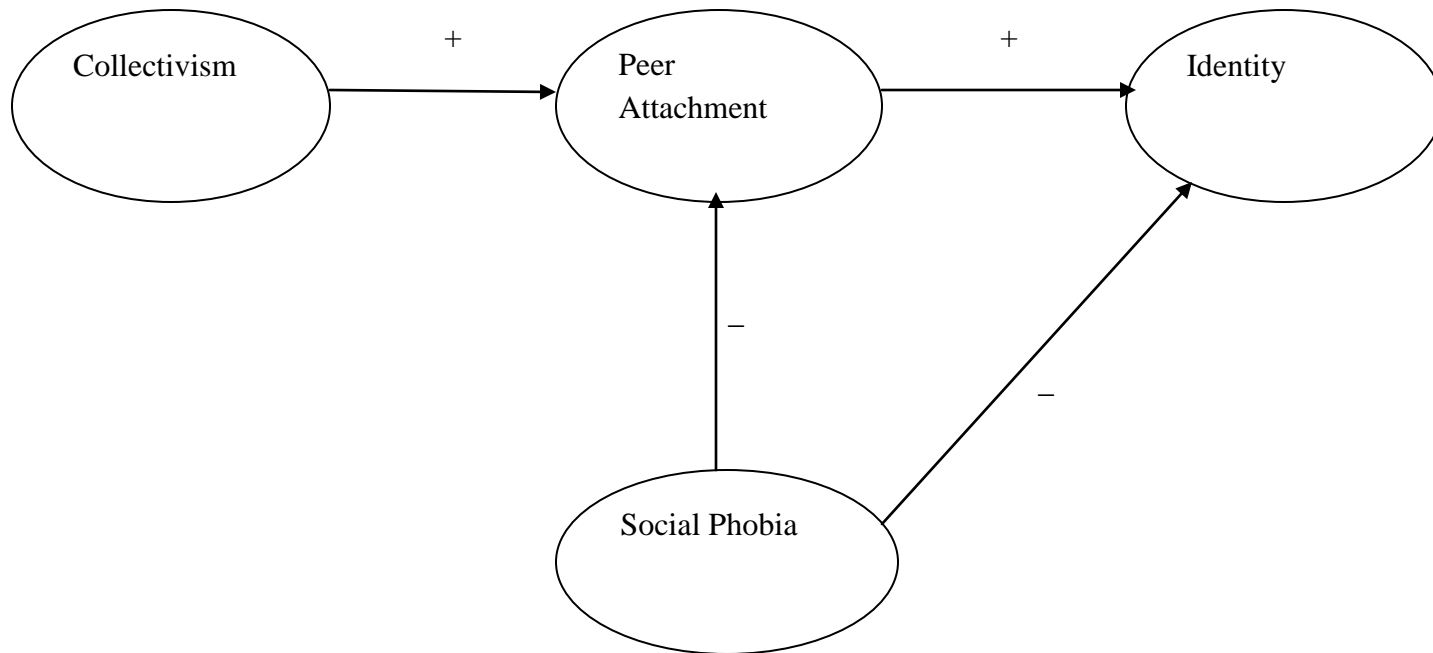 +
+
Collectivism
Peer
Attachment
Identity
–
–
Social Phobia